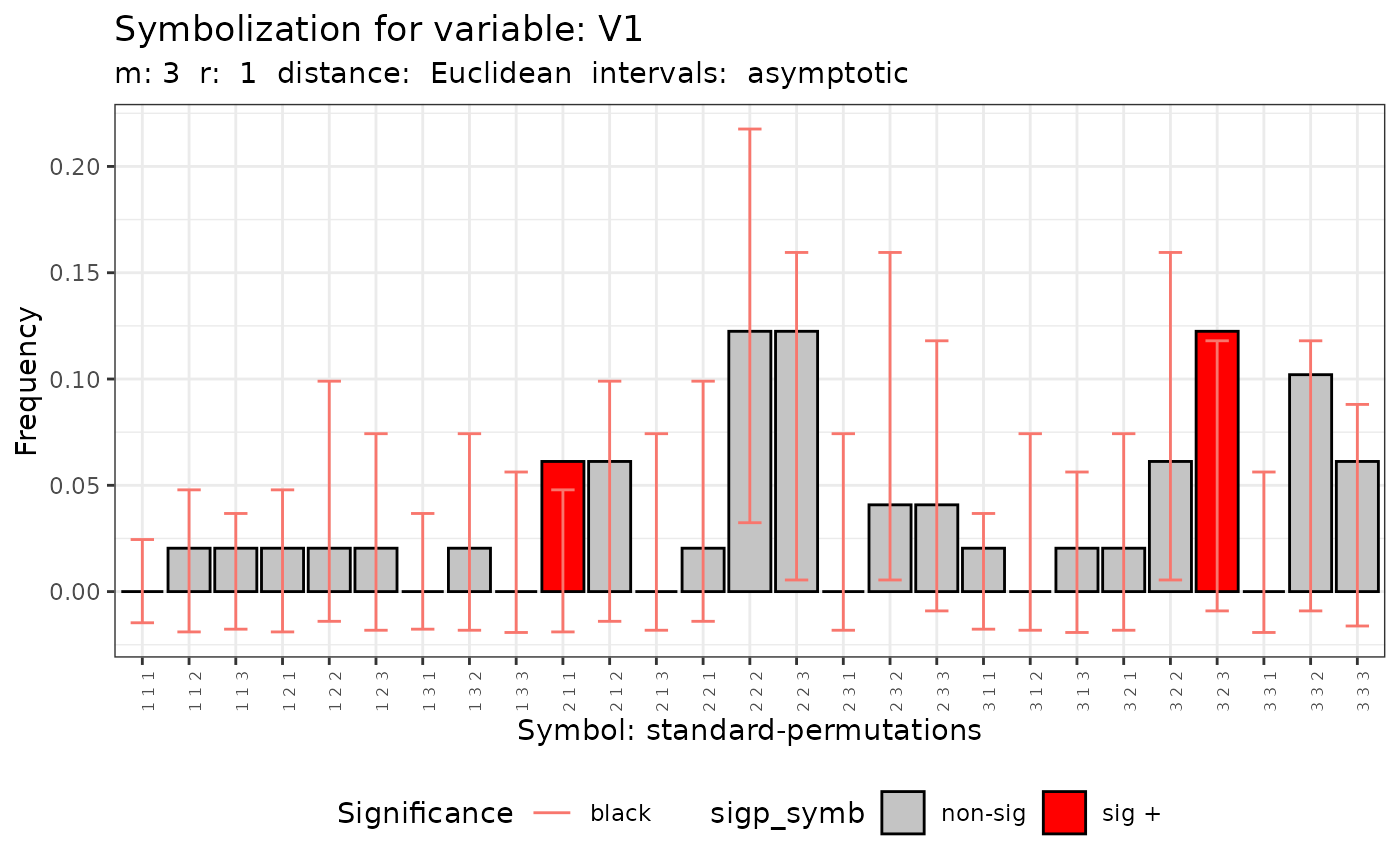 Symbolization for variable: V1
m: 3 r: 1 distance: Euclidean intervals: asymptotic
Frequency
0.20
0.15
0.10
0.05
0.00
1 1 1
1 1 2
1 1 3
1 2 1
1 2 2
1 2 3
1 3 1
1 3 2
1 3 3
2 1 1
2 1 2
2 1 3
2 2 1
2 2 2
2 2 3
2 3 1
2 3 2
2 3 3
3 1 1
3 1 2
3 1 3
3 2 1
3 2 2
3 2 3
3 3 1
3 3 2
3 3 3
Symbol: standard-permutations
Significance black sigp_symb non-sig sig +